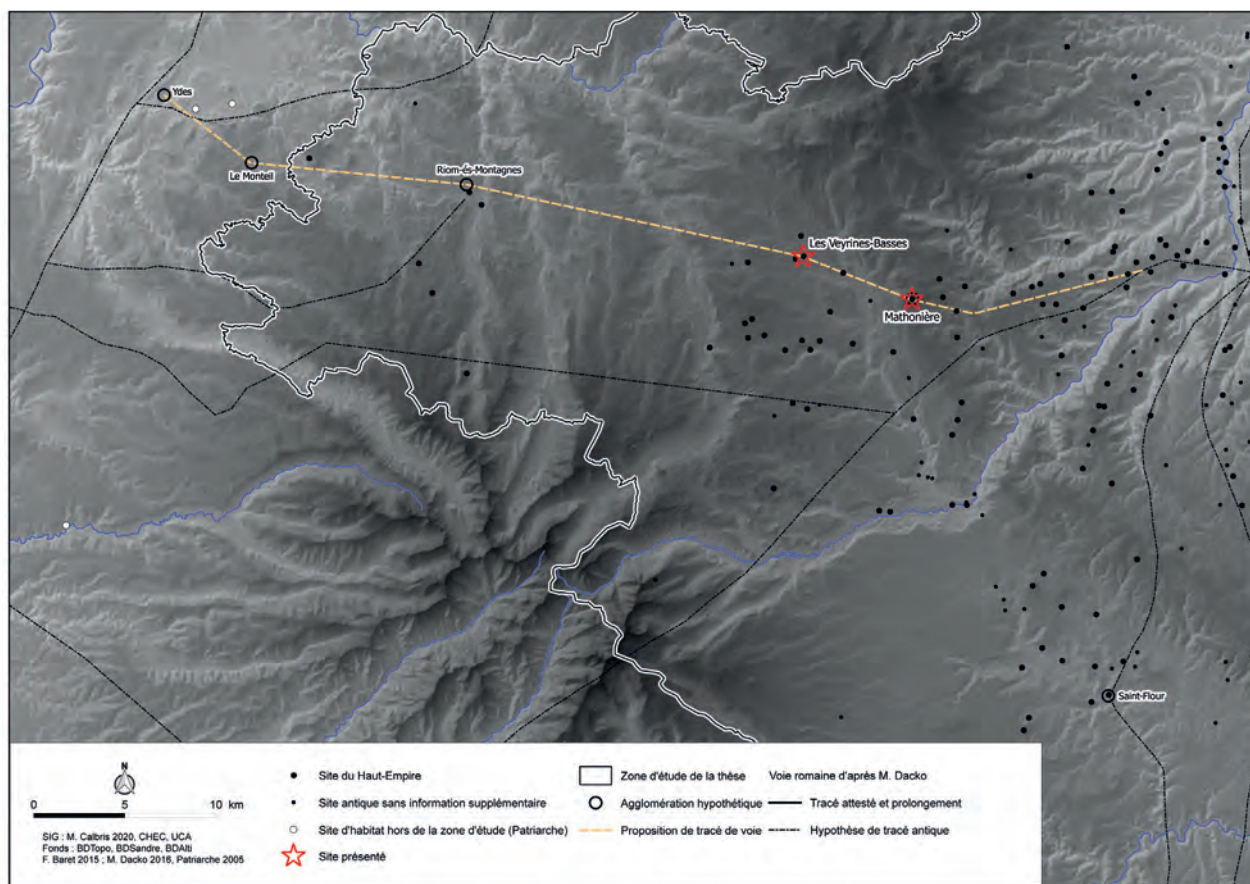 Ydes
Le Monteil
Riom-és-Montagnes
Les Veyrines-Basses
Mathonière
Saint-Flour
N
0 5 10 km
SIG : M. Calbris 2020, CHEC, UCA
Fonds : BDTopo, BDSandre, BDAlti
F. Baret 2015 ; M. Dacko 2016, Patriarche 2005
Site du Haut-Empire
Site antique sans information supplémentaire
Site d'habitat hors de la zone d'étude (Patriarche)
Site présenté
Zone d'étude de la thèse
Agglomération hypothétique
Proposition de tracé de voie
Voie romaine d'après M. Dacko
Tracé attesté et prolongement
Hypothèse de tracé antique